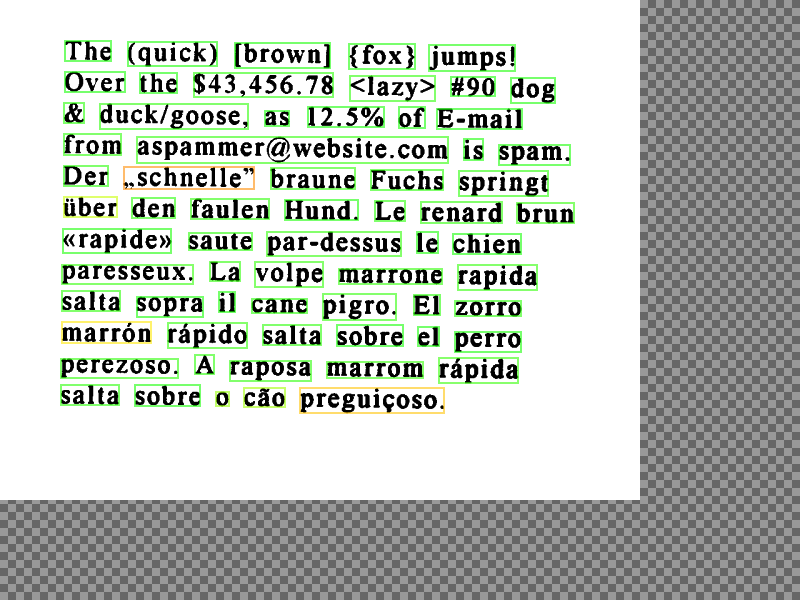 The (quick) [brown] {fox} jumps!
Over the $43,456.78 <lazy> #90 dog
& duck/goose, as 12.5% of E-mail
from aspammer@website.com is spam.
Der „schnelle” braune Fuchs springt
über den faulen Hund. Le renard brun
«rapide» saute par-dessus le chien
paresseux. La volpe marrone rapida
salta sopra il cane pigro. El zorro
marrón rápido salta sobre el perro
perezoso. A raposa marrom rápida
salta sobre o cão preguiçoso.